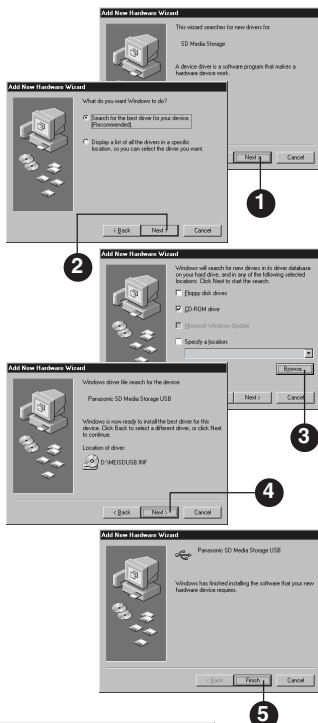 Add New Hardware Wizard
This wizard searches for new drivers for:
SD Media Storage
A device driver is a software program that makes a
hardware device work.
Next >
Cancel
1
Add New Hardware Wizard
What do you want Windows to do?
Search for the best driver for your device.
(Recommended).
Display a list of all the drivers in a specific
location, so you can select the driver you want.
< Back
Next >
Cancel
2
Add New Hardware Wizard
Windows will search for new drivers in its driver database
on your hard drive, and in any of the following selected
locations. Click Next to start the search.
Floppy disk drives
CD-ROM drive
Microsoft Windows Update
Specify a location:
Browse...
Next >
Cancel
3
Add New Hardware Wizard
Windows driver file search for the device:
Panasonic SD Media Storage USB
Windows is now ready to install the best driver for this
device. Click Back to select a different driver, or click Next
to continue.
Location of driver:
D:\MEISDUSB.INF
< Back
Next >
Cancel
4
Add New Hardware Wizard
Panasonic SD Media Storage USB
Windows has finished installing the software that your new
hardware device requires.
< Back
Finish
Cancel
5